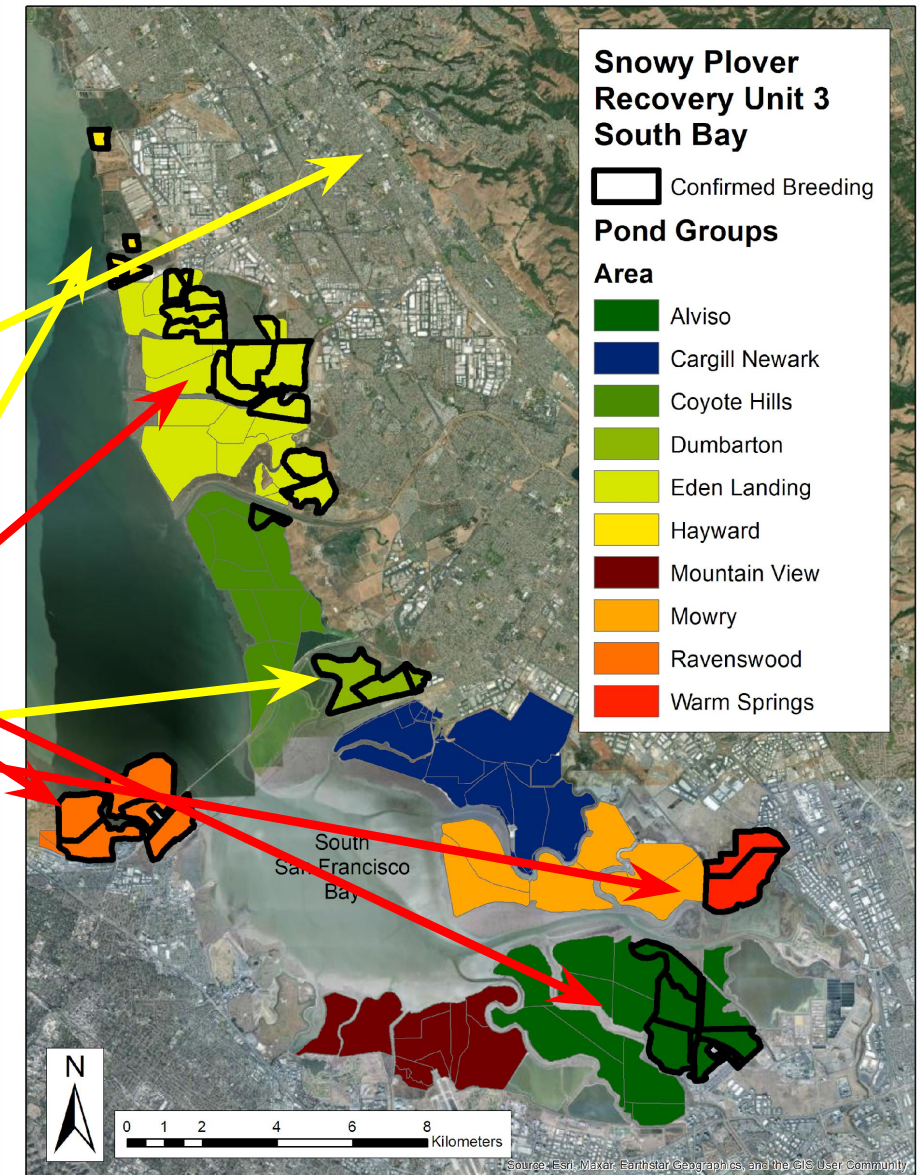 Snowy Plover
Recovery Unit 3
South Bay
Confirmed Breeding
Pond Groups
Area
Alviso
Cargill Newark
Coyote Hills
Dumbarton
Eden Landing
Hayward
Mountain View
Mowry
Ravenswood
Warm Springs
South
San Francisco
Bay
N
0 1 2 4 6 8
Kilometers
Source: Esri, Maxar, Earthstar Geographics, and the GIS User Community